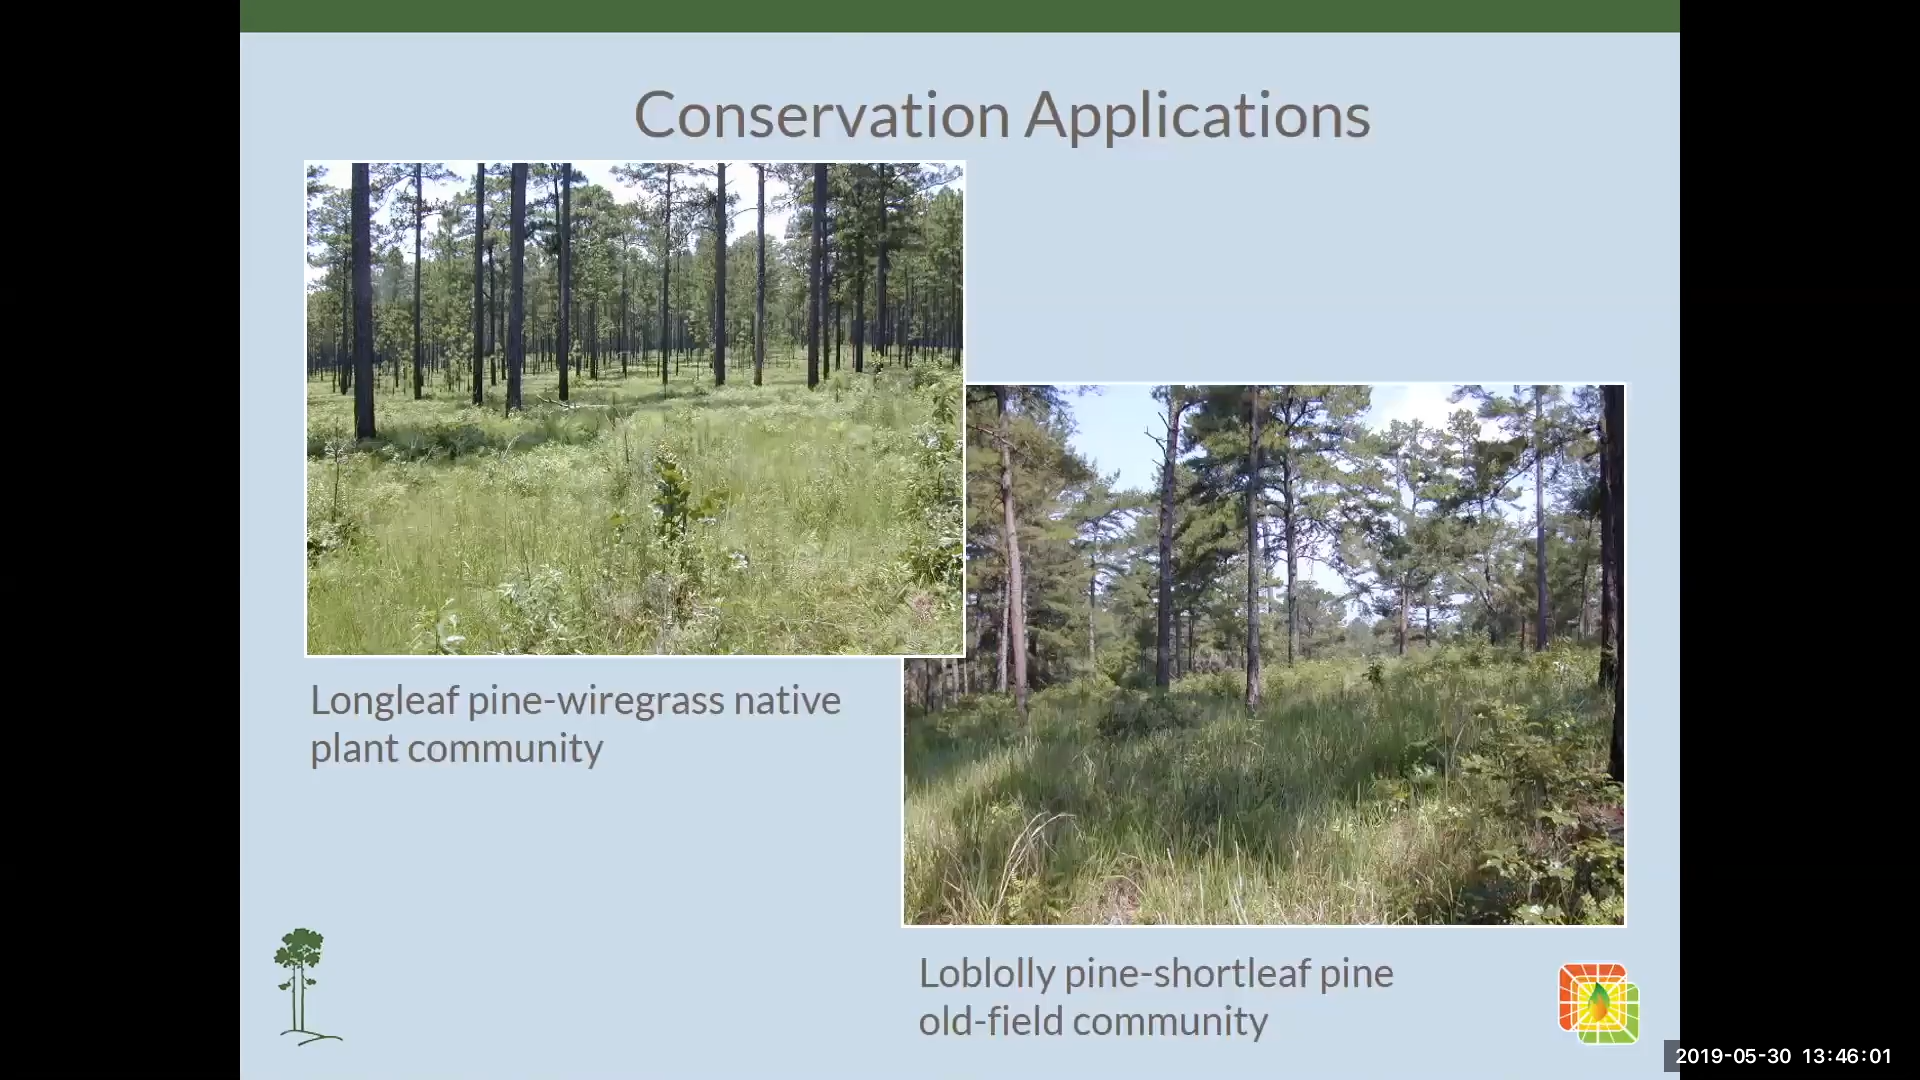 Conservation Applications
Longleaf pine-wiregrass native
plant community
Loblolly pine-shortleaf pine
old-field community
2019-05-30 13:46:01